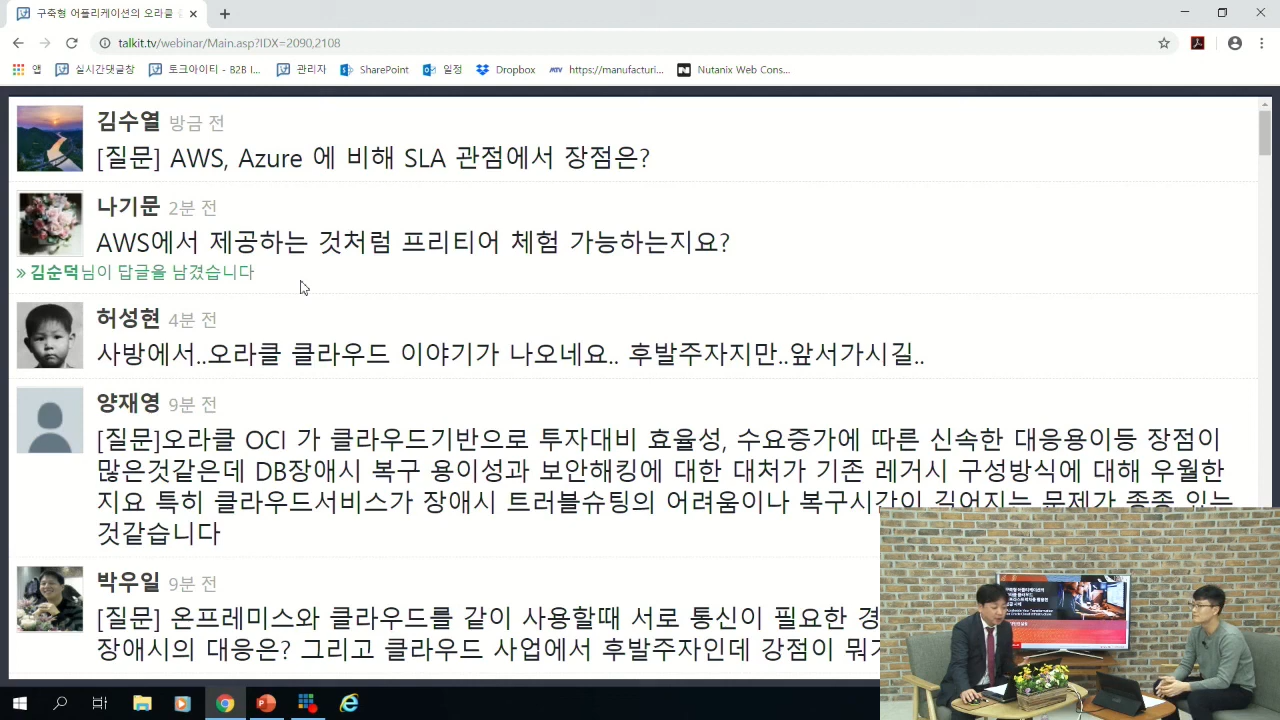 구축형 어플리케이션의 오라클
talkit.tv/webinar/Main.asp?IDX=2090,2108
앱 실시간댓글창 토크아이티 - B2B I... 관리자 SharePoint 일정 Dropbox https://manufacturi... Nutanix Web Cons...
김수열 방금 전
[질문] AWS, Azure 에 비해 SLA 관점에서 장점은?
나기문 2분 전
AWS에서 제공하는 것처럼 프리티어 체험 가능하는지요?
» 김순덕님이 답글을 남겼습니다
허성현 4분 전
사방에서..오라클 클라우드 이야기가 나오네요.. 후발주자지만..앞서가시길..
양재영 9분 전
[질문]오라클 OCI 가 클라우드기반으로 투자대비 효율성, 수요증가에 따른 신속한 대응용이등 장점이
많은것같은데 DB장애시 복구 용이성과 보안해킹에 대한 대처가 기존 레거시 구성방식에 대해 우월한
지요 특히 클라우드서비스가 장애시 트러블슈팅의 어려움이나 복구시간이 길어지는 문제가 종종 있는
것같습니다
박우일 9분 전
[질문] 온프레미스와 클라우드를 같이 사용할때 서로 통신이 필요한 경
장애시의 대응은? 그리고 클라우드 사업에서 후발주자인데 강점이 뭐